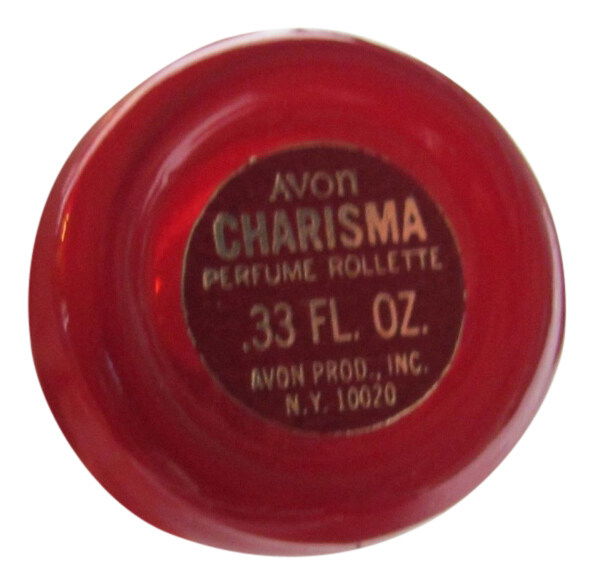 Avon
CHARISMA
PERFUME ROLLETTE
.33 FL. OZ.
AVON PROD., INC.
N.Y. 10020